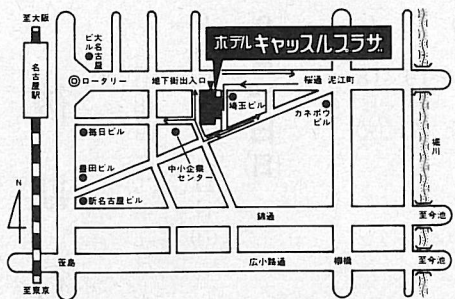 至大阪
名古屋駅
大名古屋
ビル
ロータリー
地下街出入口
ホテルキャッスルプラザ
桜通 泥江町
埼玉ビル
カネボウ
ビル
堀川
毎日ビル
豊田ビル
中小企業
センター
N
新名古屋ビル
錦通
至今池
笹島
広小路通
柳橋
至今池
至東京